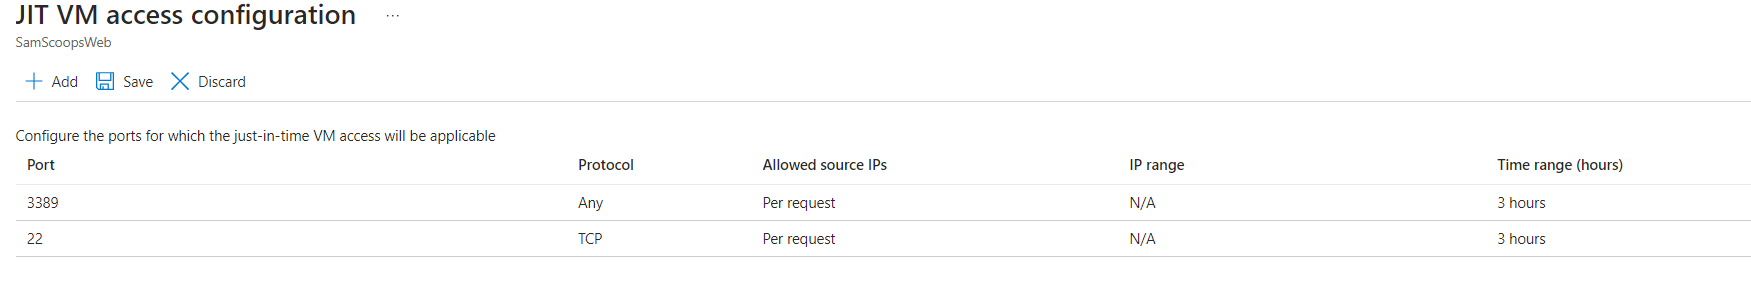 JIT VM access configuration ...
SamScoopsWeb
Add Save Discard
Configure the ports for which the just-in-time VM access will be applicable
Port Protocol Allowed source IPs IP range Time range (hours)
3389 Any Per request N/A 3 hours
22 TCP Per request N/A 3 hours